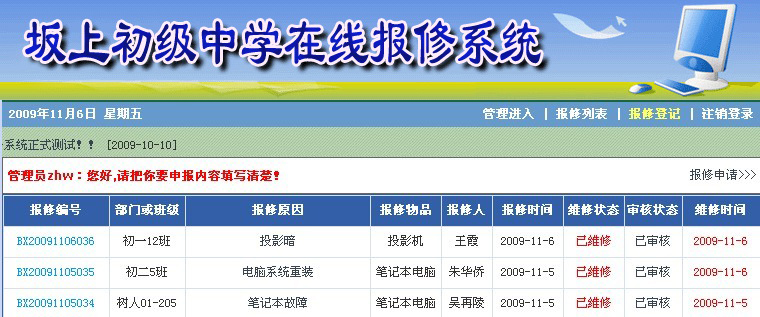 坂上初级中学在线报修系统
2009年11月6日 星期五 管理进入 | 报修列表 | 报修登记 | 注销登录
系统正式测试！！ [2009-10-10]
管理员zhw：您好,请把你要申报内容填写清楚! 报修申请>>>
报修编号 部门或班级 报修原因 报修物品 报修人 报修时间 维修状态 审核状态 维修时间
BX20091106036 初一12班 投影暗 投影机 王霞 2009-11-6 已维修 已审核 2009-11-6
BX20091105035 初二5班 电脑系统重装 笔记本电脑 朱华侨 2009-11-5 已维修 已审核 2009-11-6
BX20091105034 树人01-205 笔记本故障 笔记本电脑 吴再陵 2009-11-5 已维修 已审核 2009-11-5